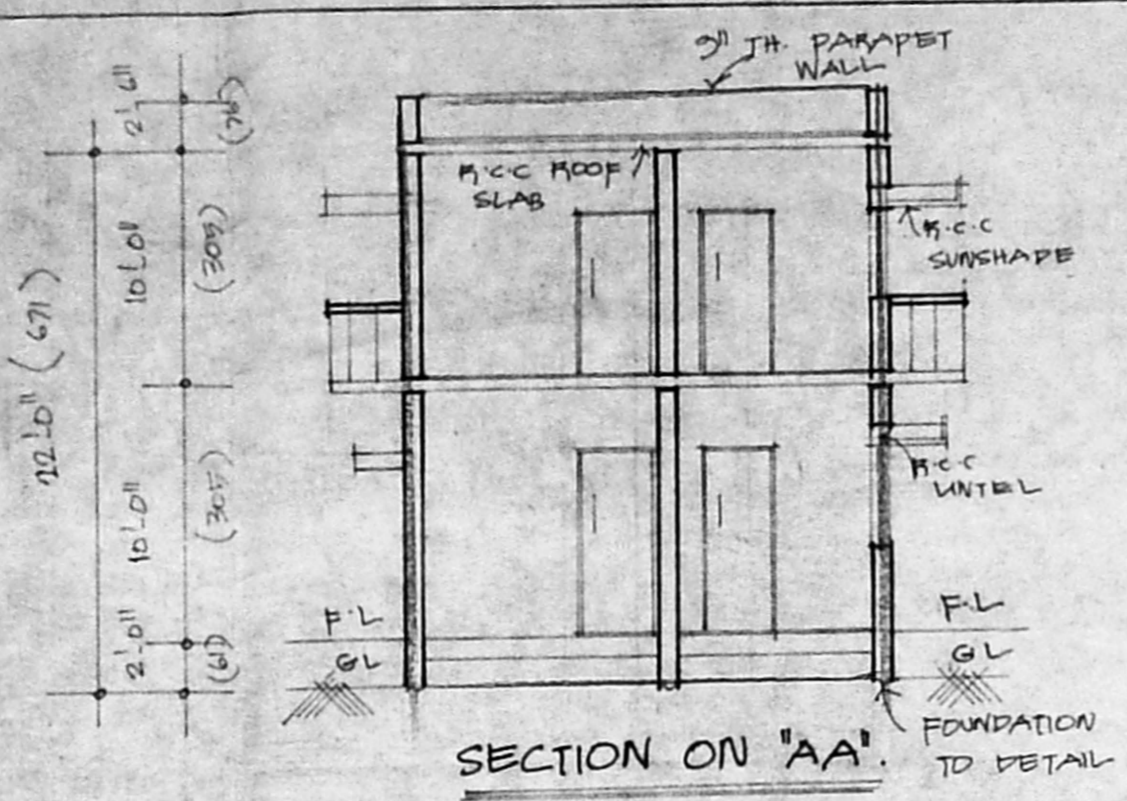 9" TH. PARAPET
WALL
R.C.C ROOF
SLAB
R.C.C
SUNSHADE
R.C.C
LINTEL
2'-6"
(76)
10'-0"
(305)
22'-0" (671)
10'-0"
(305)
2'-0"
(61)
F.L
GL
F.L
GL
FOUNDATION
TO DETAIL
SECTION ON "AA".